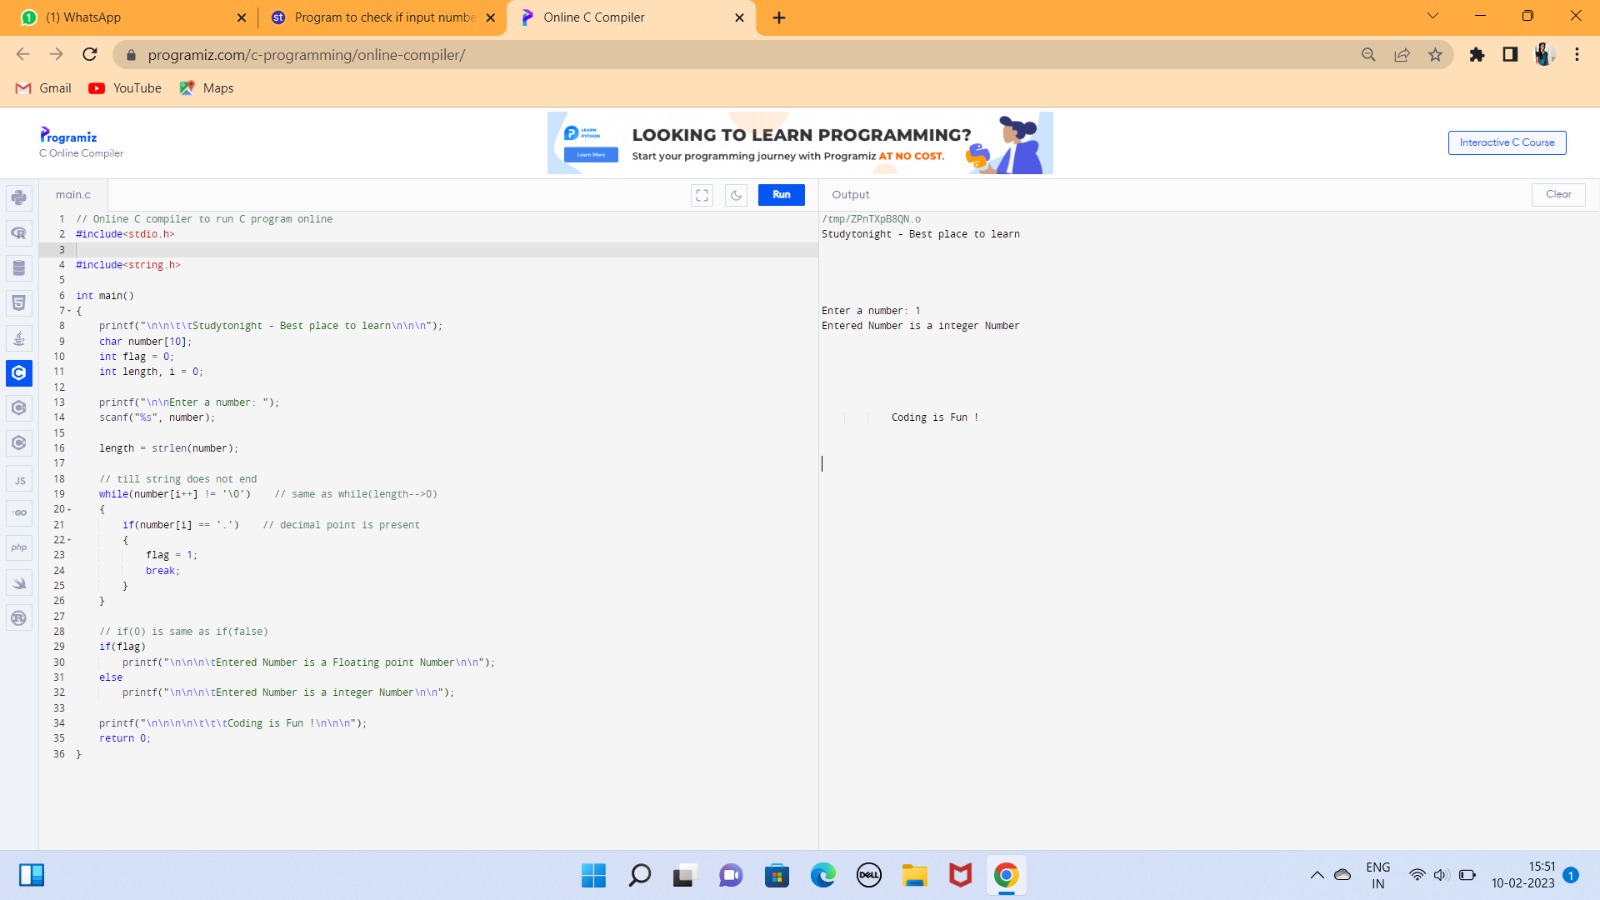 (1) WhatsApp
Program to check if input numbe
Online C Compiler
programiz.com/c-programming/online-compiler/
Gmail
YouTube
Maps
Programiz
C Online Compiler
LEARN
PYTHON
Learn More
LOOKING TO LEARN PROGRAMMING?
Start your programming journey with Programiz AT NO COST.
Interactive C Course
main.c
Run
Output
Clear
1 // Online C compiler to run C program online
2 #include<stdio.h>
3
4 #include<string.h>
5
6 int main()
7 {
8 printf("\n\n\t\tStudytonight - Best place to learn\n\n\n");
9 char number[10];
10 int flag = 0;
11 int length, i = 0;
12
13 printf("\n\nEnter a number: ");
14 scanf("%s", number);
15
16 length = strlen(number);
17
18 // till string does not end
19 while(number[i++] != '\0') // same as while(length-->0)
20 {
21 if(number[i] == '.') // decimal point is present
22 {
23 flag = 1;
24 break;
25 }
26 }
27
28 // if(0) is same as if(false)
29 if(flag)
30 printf("\n\n\n\tEntered Number is a Floating point Number\n\n");
31 else
32 printf("\n\n\n\tEntered Number is a integer Number\n\n");
33
34 printf("\n\n\n\n\t\t\tCoding is Fun !\n\n\n");
35 return 0;
36 }
/tmp/ZPnTXpB8QN.o
Studytonight - Best place to learn
Enter a number: 1
Entered Number is a integer Number
Coding is Fun !
JS
GO
php
DELL
ENG
IN
15:51
10-02-2023
1